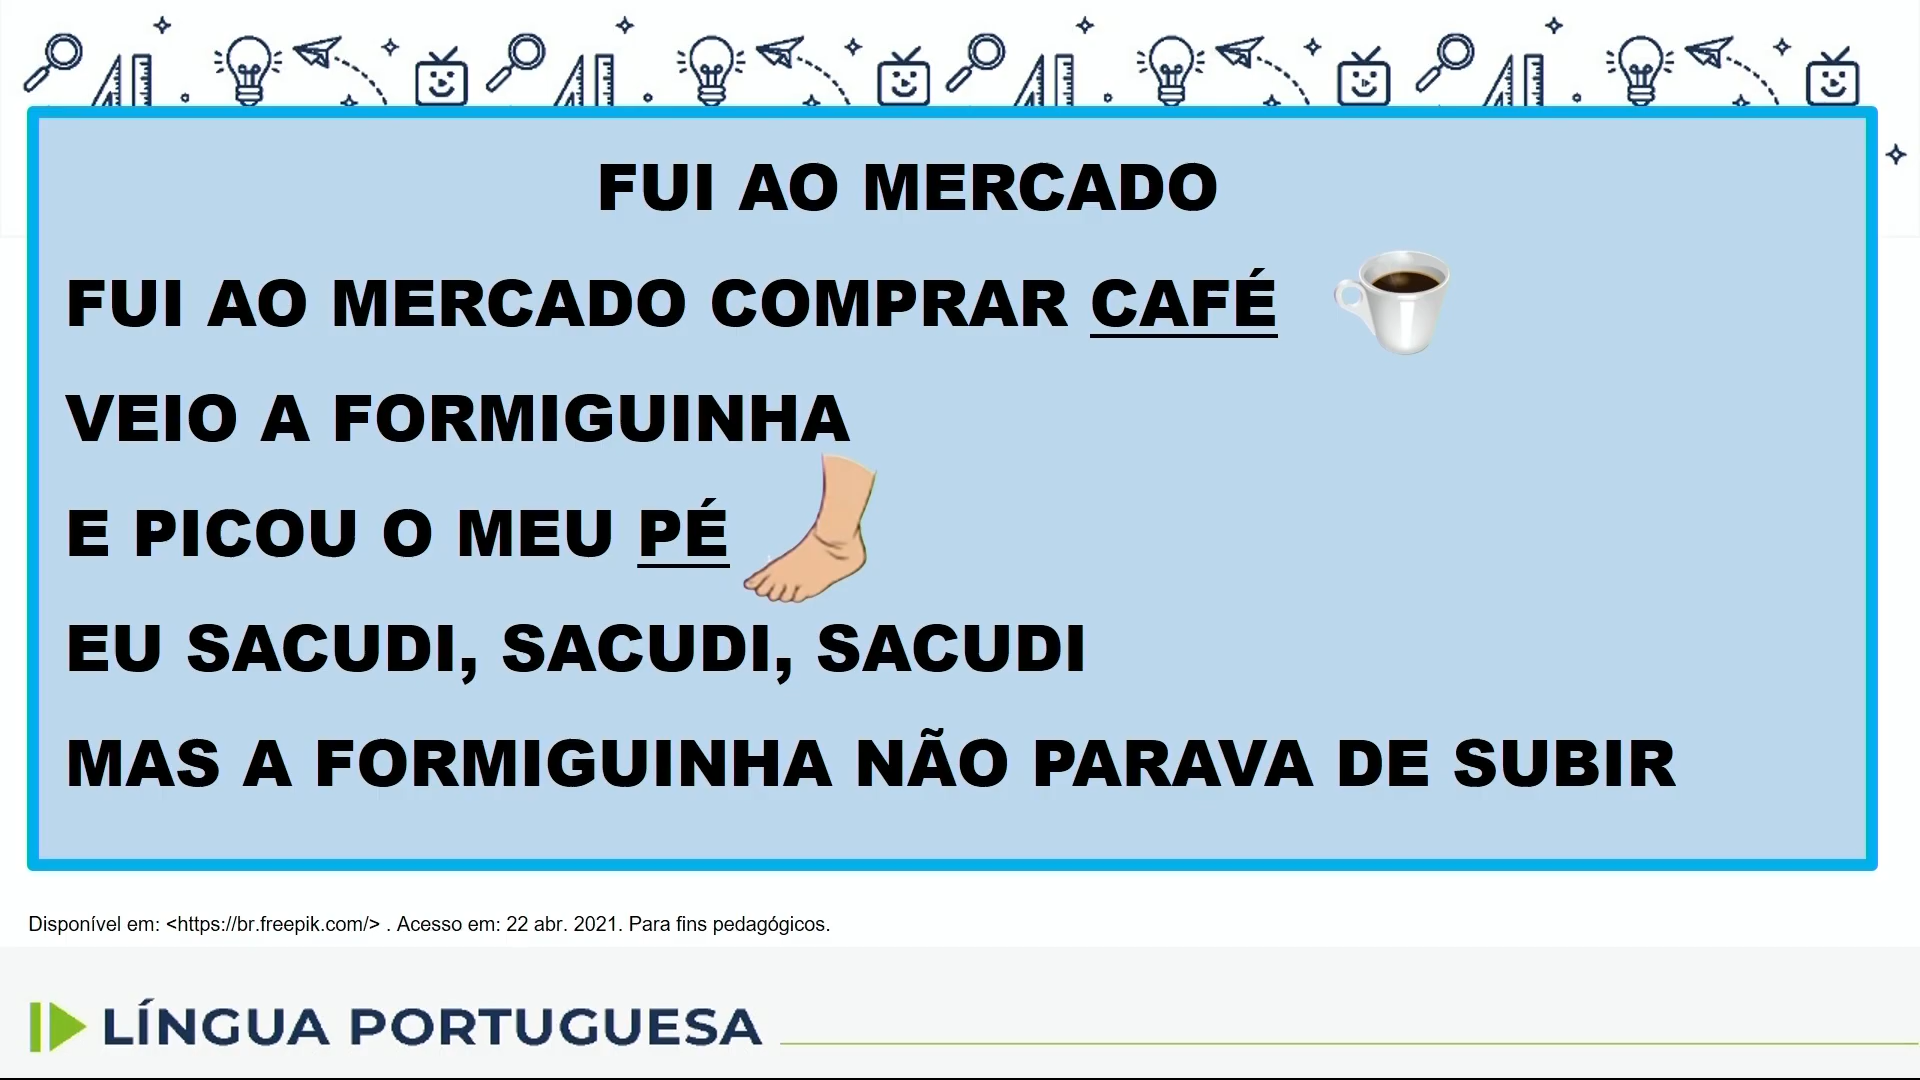 FUI AO MERCADO
FUI AO MERCADO COMPRAR CAFÉ
VEIO A FORMIGUINHA
E PICOU O MEU PÉ
EU SACUDI, SACUDI, SACUDI
MAS A FORMIGUINHA NÃO PARAVA DE SUBIR
Disponível em: <https://br.freepik.com/> . Acesso em: 22 abr. 2021. Para fins pedagógicos.
LÍNGUA PORTUGUESA